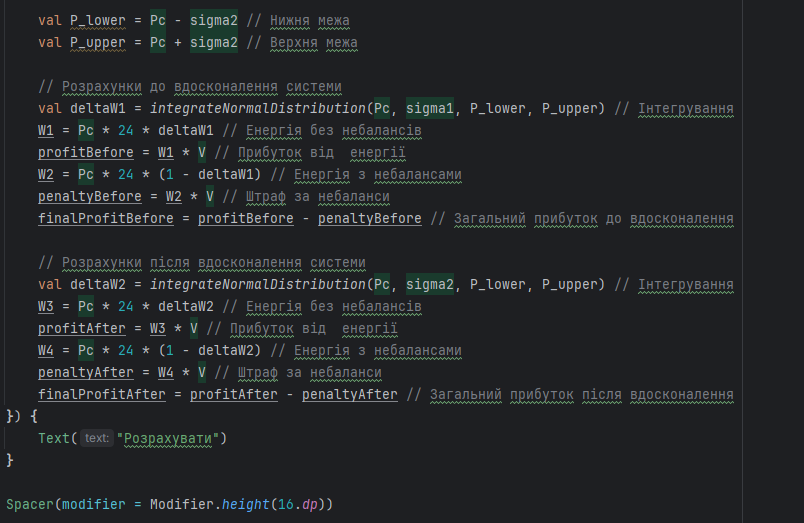 val P_lower = Pc - sigma2 // Нижня межа
val P_upper = Pc + sigma2 // Верхня межа
// Розрахунки до вдосконалення системи
val deltaW1 = integrateNormalDistribution(Pc, sigma1, P_lower, P_upper) // Інтегрування
W1 = Pc * 24 * deltaW1 // Енергія без небалансів
profitBefore = W1 * V // Прибуток від  енергії
W2 = Pc * 24 * (1 - deltaW1) // Енергія з небалансами
penaltyBefore = W2 * V // Штраф за небаланси
finalProfitBefore = profitBefore - penaltyBefore // Загальний прибуток до вдосконалення
// Розрахунки після вдосконалення системи
val deltaW2 = integrateNormalDistribution(Pc, sigma2, P_lower, P_upper) // Інтегрування
W3 = Pc * 24 * deltaW2 // Енергія без небалансів
profitAfter = W3 * V // Прибуток від  енергії
W4 = Pc * 24 * (1 - deltaW2) // Енергія з небалансами
penaltyAfter = W4 * V // Штраф за небаланси
finalProfitAfter = profitAfter - penaltyAfter // Загальний прибуток після вдосконалення
}) {
Text( text: "Розрахувати")
}
Spacer(modifier = Modifier.height(16.dp))